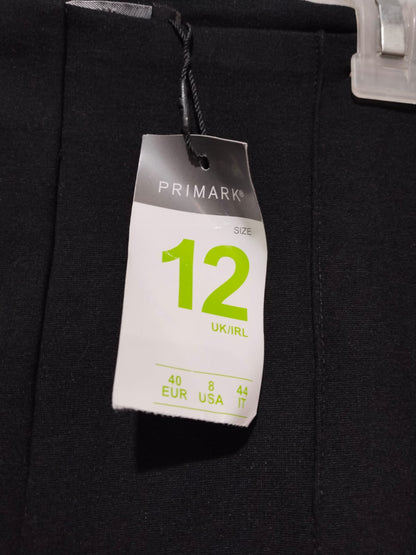 PRIMARK®
SIZE
12
UK/IRL
40 8 44
EUR USA IT